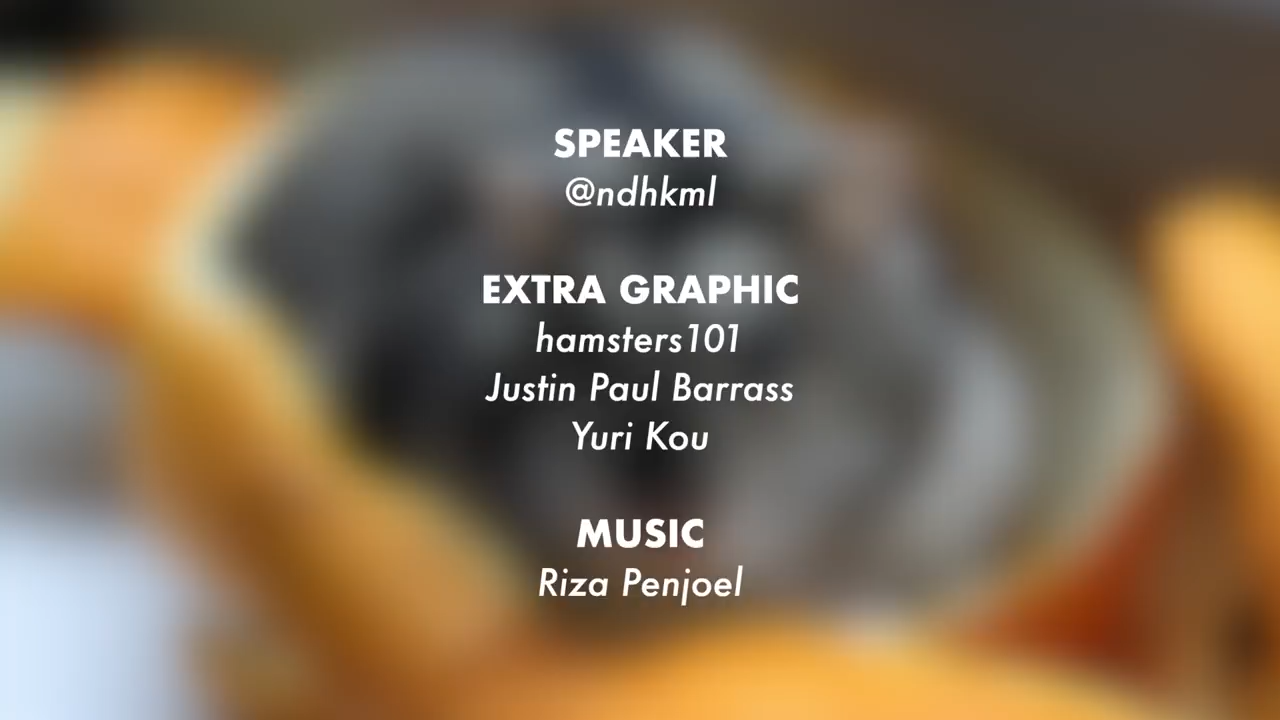 SPEAKER
@ndhkml
EXTRA GRAPHIC
hamsters101
Justin Paul Barrass
Yuri Kou
MUSIC
Riza Penjoel